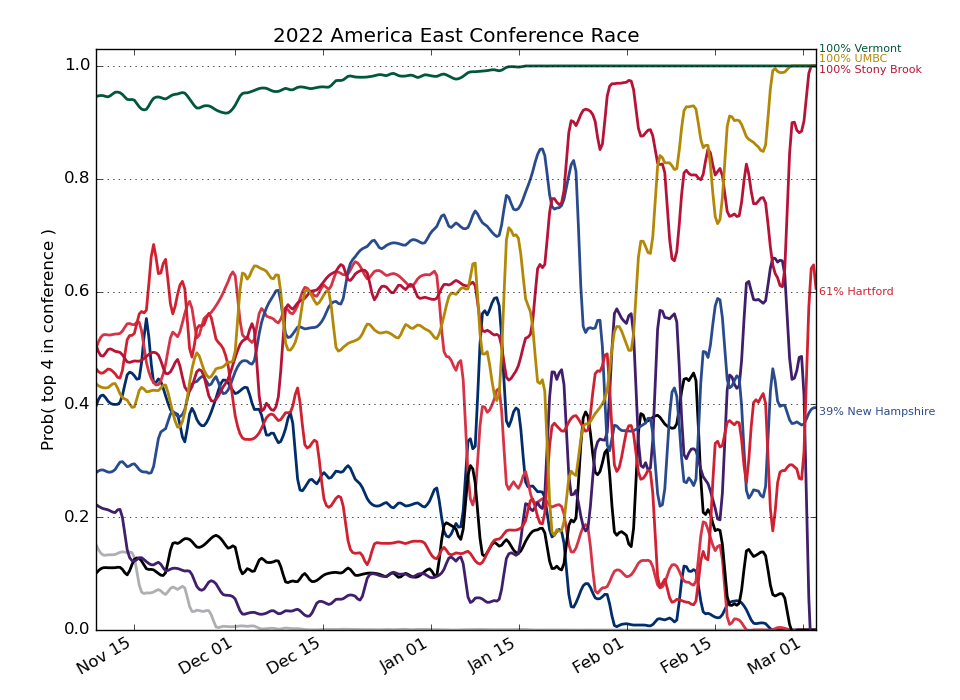 2022 America East Conference Race
Prob( top 4 in conference )
1.0
0.8
0.6
0.4
0.2
0.0
Nov 15
Dec 01
Dec 15
Jan 01
Jan 15
Feb 01
Feb 15
Mar 01
100% Vermont
100% UMBC
100% Stony Brook
61% Hartford
39% New Hampshire